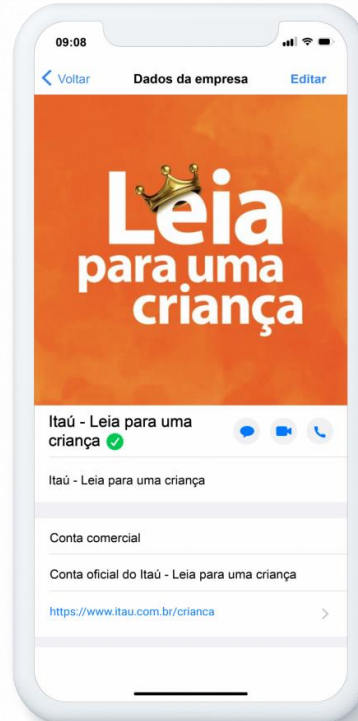 09:08
Voltar Dados da empresa Editar
Leia
para uma
criança
Itaú - Leia para uma
criança
Itaú - Leia para uma criança
Conta comercial
Conta oficial do Itaú - Leia para uma criança
https://www.itau.com.br/crianca